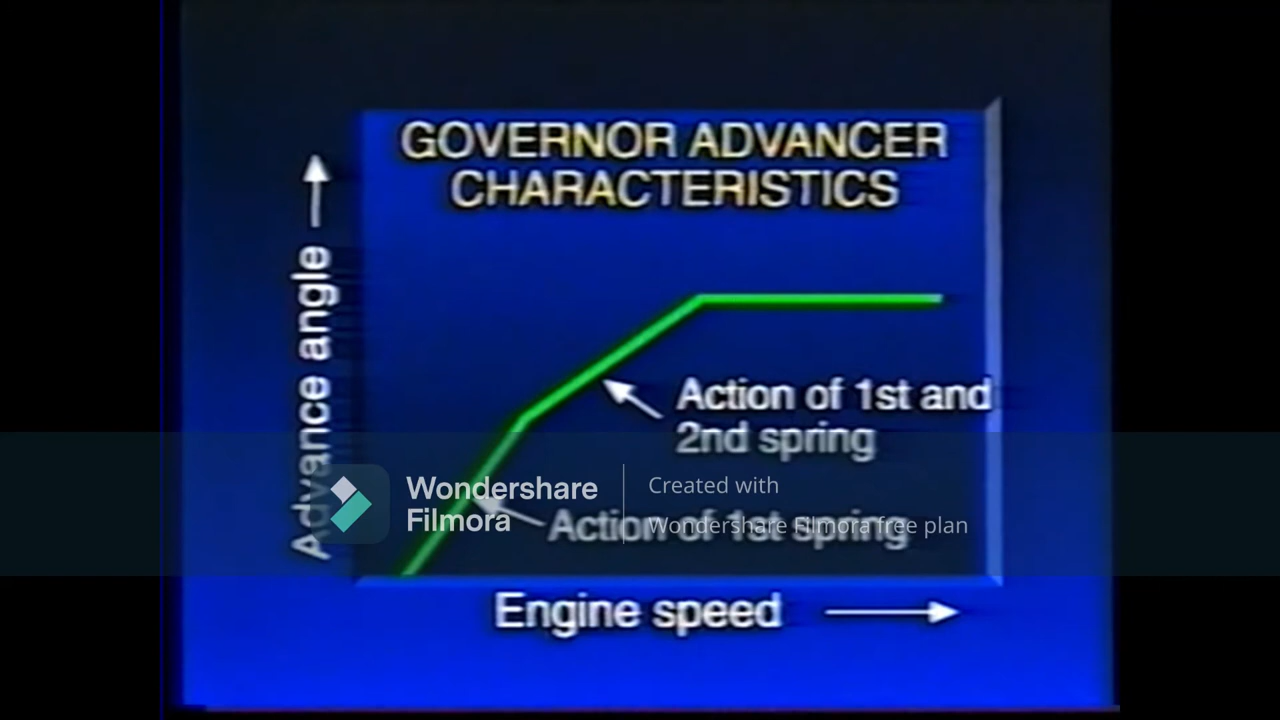 GOVERNOR ADVANCER
CHARACTERISTICS
Advance angle
Action of 1st and
2nd spring
Action of 1st spring
Engine speed
Wondershare
Filmora
Created with
Wondershare Filmora free plan